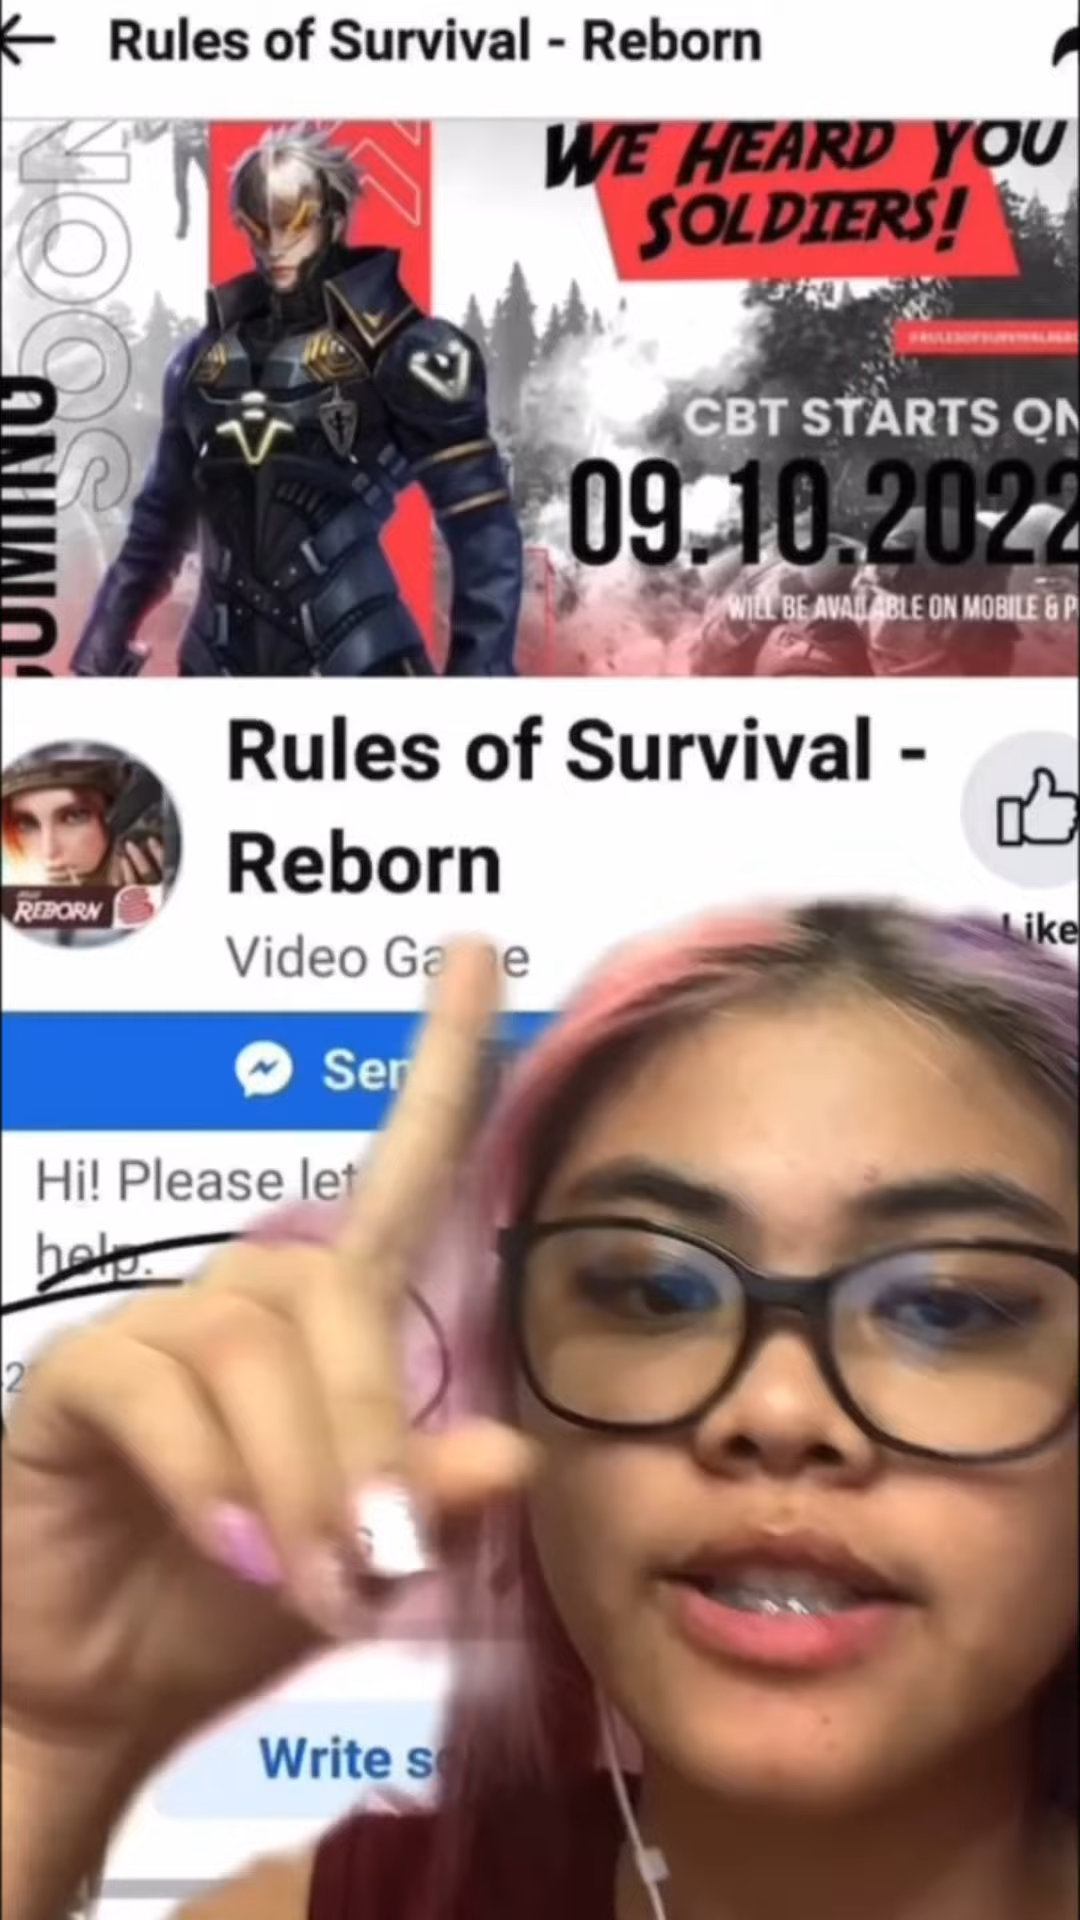 Rules of Survival - Reborn
WE HEARD YOU
SOLDIERS!
COMING
SOON
CBT STARTS ON
09.10.2022
WILL BE AVAILABLE ON MOBILE & P
Rules of Survival -
Reborn
REBORN
Like
Video Ga e
Sen
Hi! Please let
help.
Write s